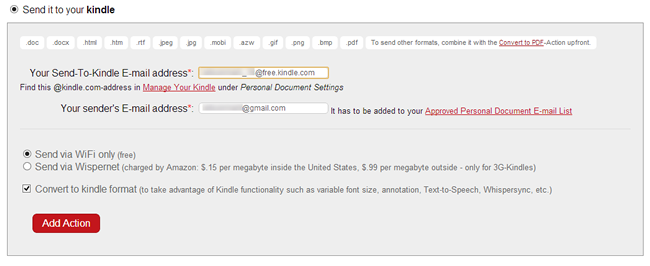 Send it to your kindle
.doc .docx .html .htm .rtf .jpeg .jpg .mobi .azw .gif .png .bmp .pdf To send other formats, combine it with the Convert to PDF-Action upfront.
Your Send-To-Kindle E-mail address*: @free.kindle.com
Find this @kindle.com-address in Manage Your Kindle under Personal Document Settings
Your sender's E-mail address*: @gmail.com It has to be added to your Approved Personal Document E-mail List
Send via WiFi only (free)
Send via Wispernet (charged by Amazon: $.15 per megabyte inside the United States, $.99 per megabyte outside - only for 3G-Kindles)
Convert to kindle format (to take advantage of Kindle functionality such as variable font size, annotation, Text-to-Speech, Whispersync, etc.)
Add Action